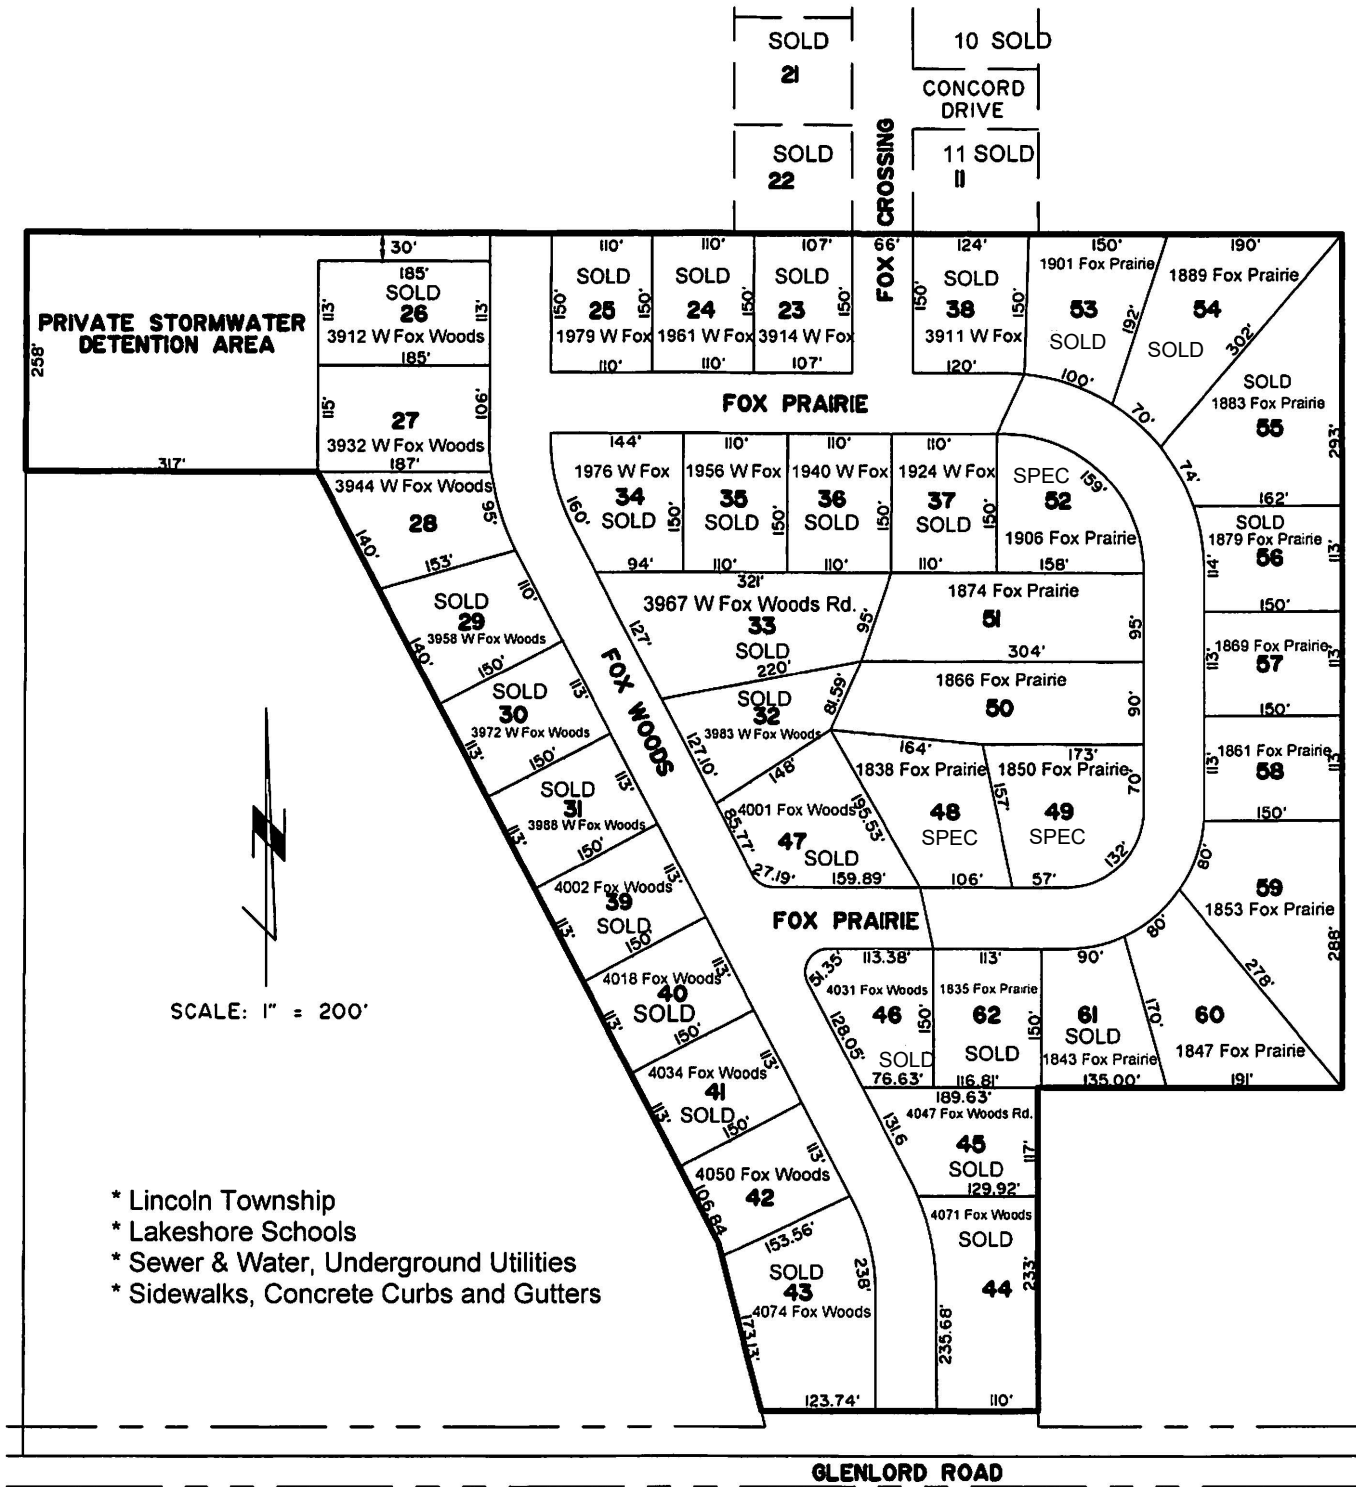 SOLD
21
10 SOLD
CONCORD
DRIVE
SOLD
22
FOX CROSSING
11 SOLD
11
30'
110'
110'
107'
66'
124'
150'
190'
PRIVATE STORMWATER
DETENTION AREA
258'
317'
185'
SOLD
26
113'
113'
3912 W Fox Woods
185'
115'
27
106'
3932 W Fox Woods
187'
150'
SOLD
25
150'
1979 W Fox
110'
SOLD
24
150'
1961 W Fox
110'
SOLD
23
150'
3914 W Fox
107'
150'
SOLD
38
150'
3911 W Fox
120'
1901 Fox Prairie
53
192'
SOLD
100'
1889 Fox Prairie
54
SOLD
302'
70'
SOLD
1883 Fox Prairie
55
293'
74'
162'
FOX PRAIRIE
3944 W Fox Woods
28
95'
140'
153'
160'
144'
1976 W Fox
34
SOLD
150'
94'
110'
1956 W Fox
35
SOLD
150'
110'
110'
1940 W Fox
36
SOLD
150'
110'
110'
1924 W Fox
37
SOLD
150'
110'
SPEC
52
159'
1906 Fox Prairie
158'
SOLD
1879 Fox Prairie
56
114'
113'
150'
SOLD
29
3958 W Fox Woods
110'
140'
150'
321'
3967 W Fox Woods Rd.
33
SOLD
127'
95'
220'
1874 Fox Prairie
51
95'
304'
1869 Fox Prairie
57
113'
113'
150'
SOLD
30
3972 W Fox Woods
113'
113'
150'
FOX WOODS
SOLD
32
3983 W Fox Woods
81.59'
127.10'
148'
1866 Fox Prairie
50
90'
1861 Fox Prairie
58
113'
113'
150'
SOLD
31
3988 W Fox Woods
113'
113'
150'
4001 Fox Woods
47
SOLD
85.77'
195.53'
27.19'
159.89'
164'
1838 Fox Prairie
48
SPEC
157'
106'
173'
1850 Fox Prairie
49
SPEC
70'
132'
57'
80'
59
1853 Fox Prairie
288'
4002 Fox Woods
39
SOLD
113'
113'
150'
FOX PRAIRIE
80'
278'
SCALE: 1" = 200'
4018 Fox Woods
40
SOLD
113'
113'
150'
51.35'
113.38'
4031 Fox Woods
46
150'
128.05'
SOLD
76.63'
113'
1835 Fox Prairie
62
150'
SOLD
116.81'
90'
61
SOLD
170'
1843 Fox Prairie
135.00'
60
1847 Fox Prairie
191'
4034 Fox Woods
41
SOLD
113'
113'
150'
189.63'
4047 Fox Woods Rd.
131.6
45
SOLD
117'
129.92'
4050 Fox Woods
42
113'
106.84
153.56'
4071 Fox Woods
SOLD
44
233'
235.68'
110'
SOLD
43
4074 Fox Woods
238'
173.13'
123.74'
* Lincoln Township
* Lakeshore Schools
* Sewer & Water, Underground Utilities
* Sidewalks, Concrete Curbs and Gutters
GLENLORD ROAD